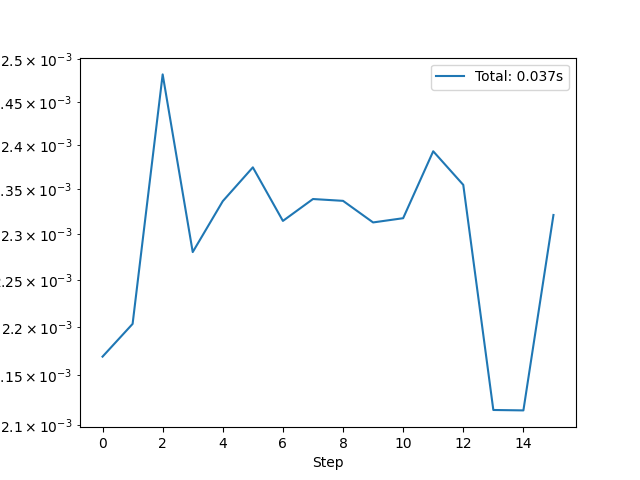 2.5 × 10⁻³
.45 × 10⁻³
2.4 × 10⁻³
.35 × 10⁻³
2.3 × 10⁻³
.25 × 10⁻³
2.2 × 10⁻³
.15 × 10⁻³
2.1 × 10⁻³
Total: 0.037s
0 2 4 6 8 10 12 14
Step